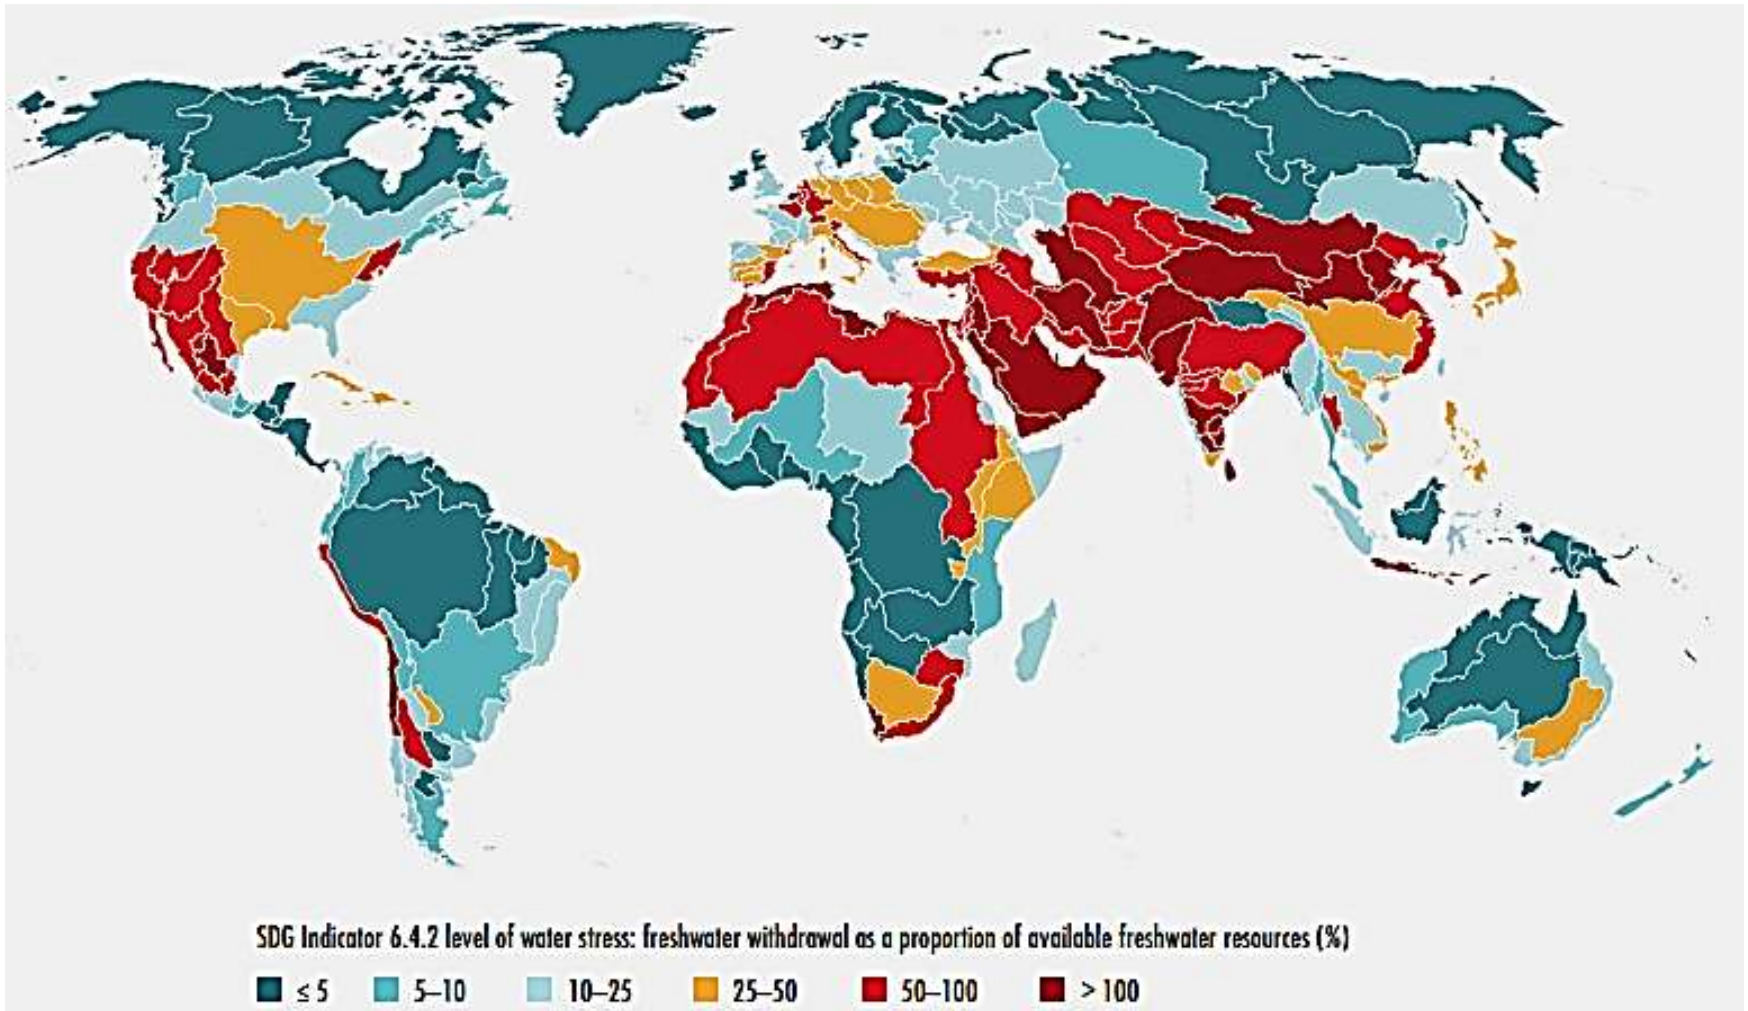 SDG Indicator 6.4.2 level of water stress: freshwater withdrawal as a proportion of available freshwater resources (%)
≤ 5 5–10 10–25 25–50 50–100 > 100